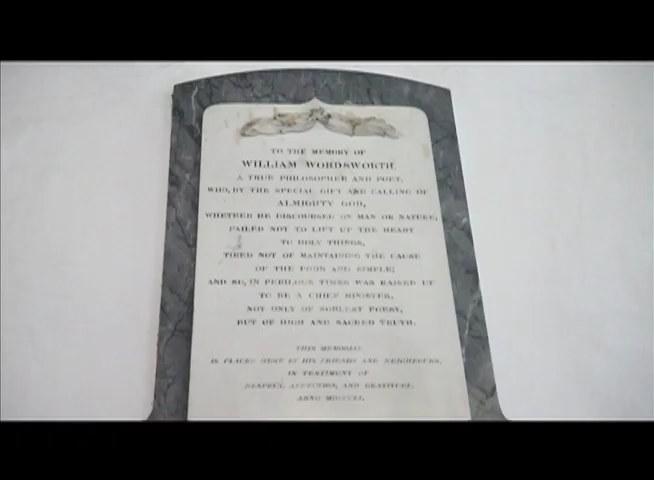 TO THE MEMORY OF
WILLIAM WORDSWORTH.
A TRUE PHILOSOPHER AND POET,
WHO, BY THE SPECIAL GIFT AND CALLING OF
ALMIGHTY GOD,
WHETHER HE DISCOURSED ON MAN OR NATURE,
FAILED NOT TO LIFT UP THE HEART
TO HOLY THINGS,
TIRED NOT OF MAINTAINING THE CAUSE
OF THE POOR AND SIMPLE;
AND SO, IN PERILOUS TIMES WAS RAISED UP
TO BE A CHIEF MINISTER,
NOT ONLY OF NOBLEST POESY,
BUT OF HIGH AND SACRED TRUTH.
THIS MEMORIAL
IS PLACED HERE BY HIS FRIENDS AND NEIGHBOURS,
IN TESTIMONY OF
RESPECT, AFFECTION, AND GRATITUDE,
ANNO MDCCCLI.